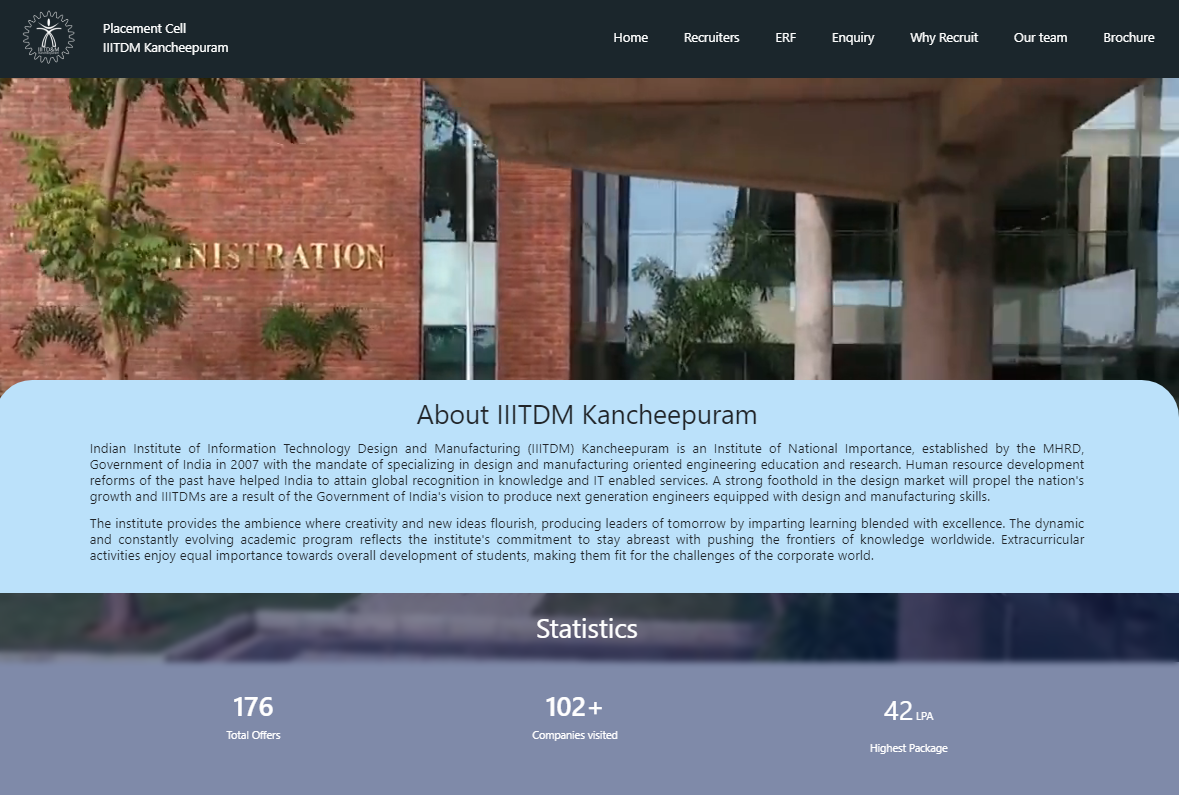 Placement Cell
IIITDM Kancheepuram
Home Recruiters ERF Enquiry Why Recruit Our team Brochure
INISTRATION
About IIITDM Kancheepuram
Indian Institute of Information Technology Design and Manufacturing (IIITDM) Kancheepuram is an Institute of National Importance, established by the MHRD,
Government of India in 2007 with the mandate of specializing in design and manufacturing oriented engineering education and research. Human resource development
reforms of the past have helped India to attain global recognition in knowledge and IT enabled services. A strong foothold in the design market will propel the nation's
growth and IIITDMs are a result of the Government of India's vision to produce next generation engineers equipped with design and manufacturing skills.
The institute provides the ambience where creativity and new ideas flourish, producing leaders of tomorrow by imparting learning blended with excellence. The dynamic
and constantly evolving academic program reflects the institute's commitment to stay abreast with pushing the frontiers of knowledge worldwide. Extracurricular
activities enjoy equal importance towards overall development of students, making them fit for the challenges of the corporate world.
Statistics
176
Total Offers
102+
Companies visited
42 LPA
Highest Package